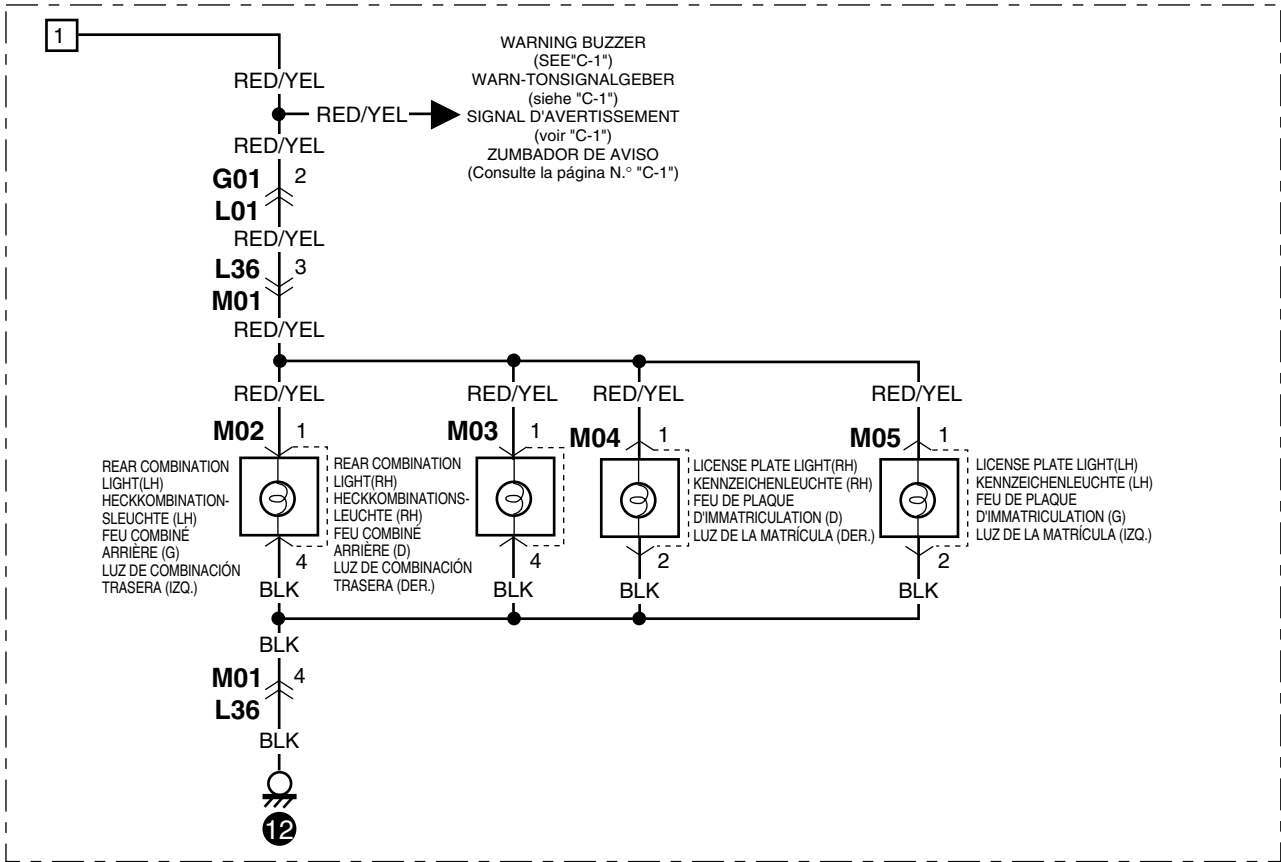 1
WARNING BUZZER
(SEE"C-1")
WARN-TONSIGNALGEBER
(siehe "C-1")
SIGNAL D'AVERTISSEMENT
(voir "C-1")
ZUMBADOR DE AVISO
(Consulte la página N.° "C-1")
RED/YEL
RED/YEL
RED/YEL
G01 2
L01
RED/YEL
L36 3
M01
RED/YEL
RED/YEL
RED/YEL
RED/YEL
RED/YEL
M02 1
M03 1
M04 1
M05 1
REAR COMBINATION
LIGHT(LH)
HECKKOMBINATION-
SLEUCHTE (LH)
FEU COMBINÉ
ARRIÈRE (G)
LUZ DE COMBINACIÓN
TRASERA (IZQ.)
REAR COMBINATION
LIGHT(RH)
HECKKOMBINATIONS-
LEUCHTE (RH)
FEU COMBINÉ
ARRIÈRE (D)
LUZ DE COMBINACIÓN
TRASERA (DER.)
LICENSE PLATE LIGHT(RH)
KENNZEICHENLEUCHTE (RH)
FEU DE PLAQUE
D'IMMATRICULATION (D)
LUZ DE LA MATRÍCULA (DER.)
LICENSE PLATE LIGHT(LH)
KENNZEICHENLEUCHTE (LH)
FEU DE PLAQUE
D'IMMATRICULATION (G)
LUZ DE LA MATRÍCULA (IZQ.)
4
4
2
2
BLK
BLK
BLK
BLK
BLK
M01 4
L36
BLK
12